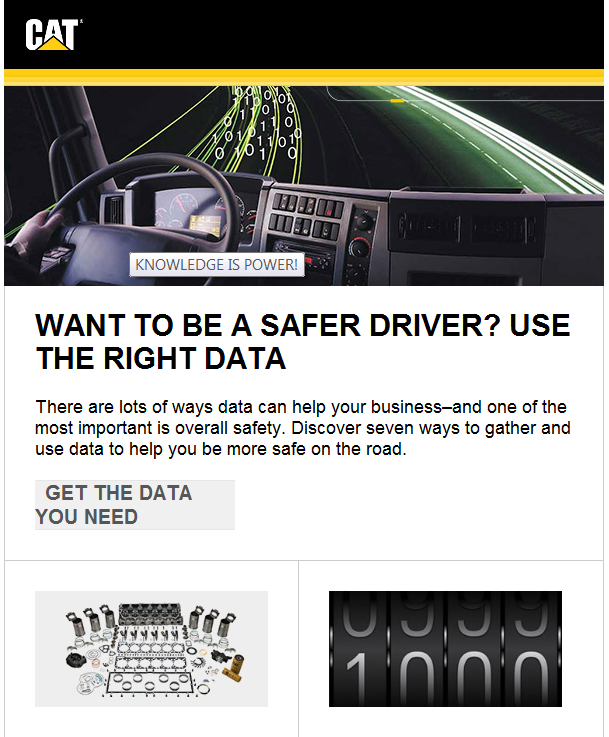 CAT
KNOWLEDGE IS POWER!
WANT TO BE A SAFER DRIVER? USE
THE RIGHT DATA
There are lots of ways data can help your business–and one of the
most important is overall safety. Discover seven ways to gather and
use data to help you be more safe on the road.
GET THE DATA
YOU NEED
1000